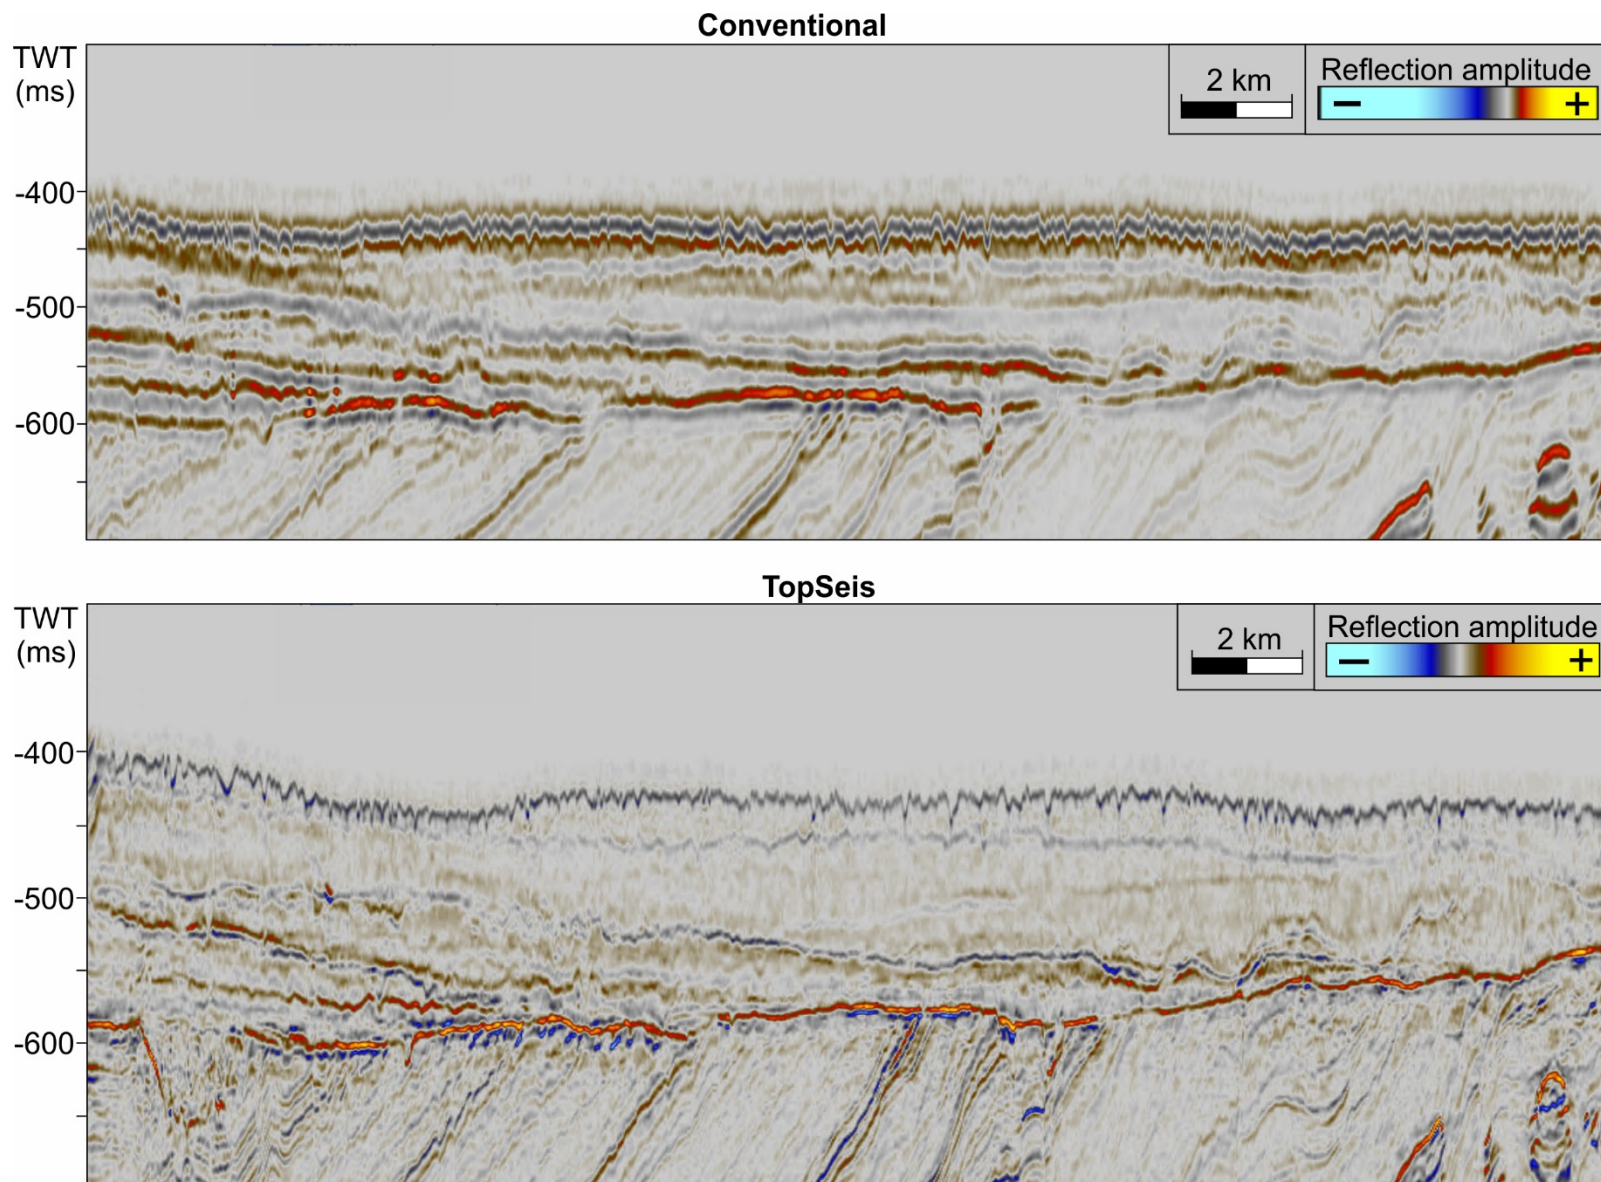 Conventional
TWT
(ms)
2 km
Reflection amplitude
− +
-400
-500
-600
TopSeis
TWT
(ms)
2 km
Reflection amplitude
− +
-400
-500
-600